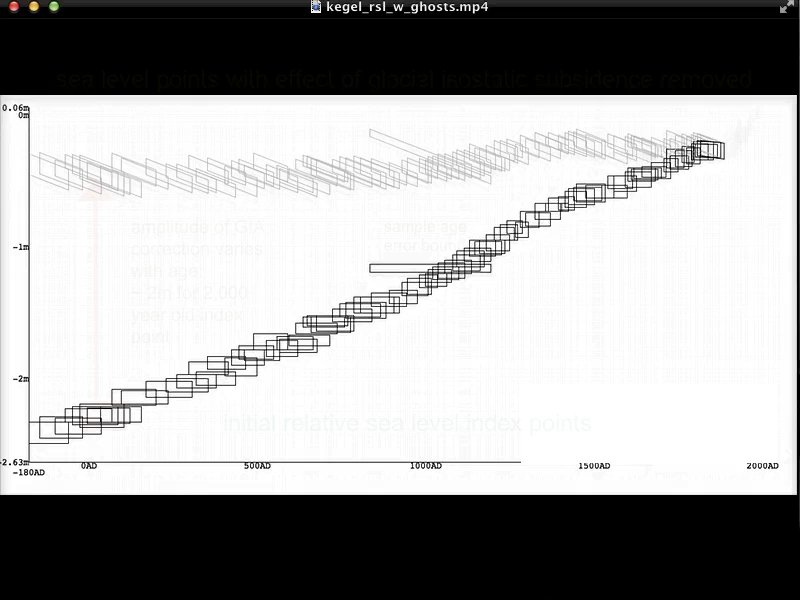 kegel_rsl_w_ghosts.mp4
sea level points with effect of glacial isostatic subsidence removed
0.06m
0m
amplitude of GIA
correction varies
with age
~2m for 2,000
year old index
point
sample age
error
-1m
-2m
initial relative sea level index points
-2.63m
-180AD
0AD
500AD
1000AD
1500AD
2000AD